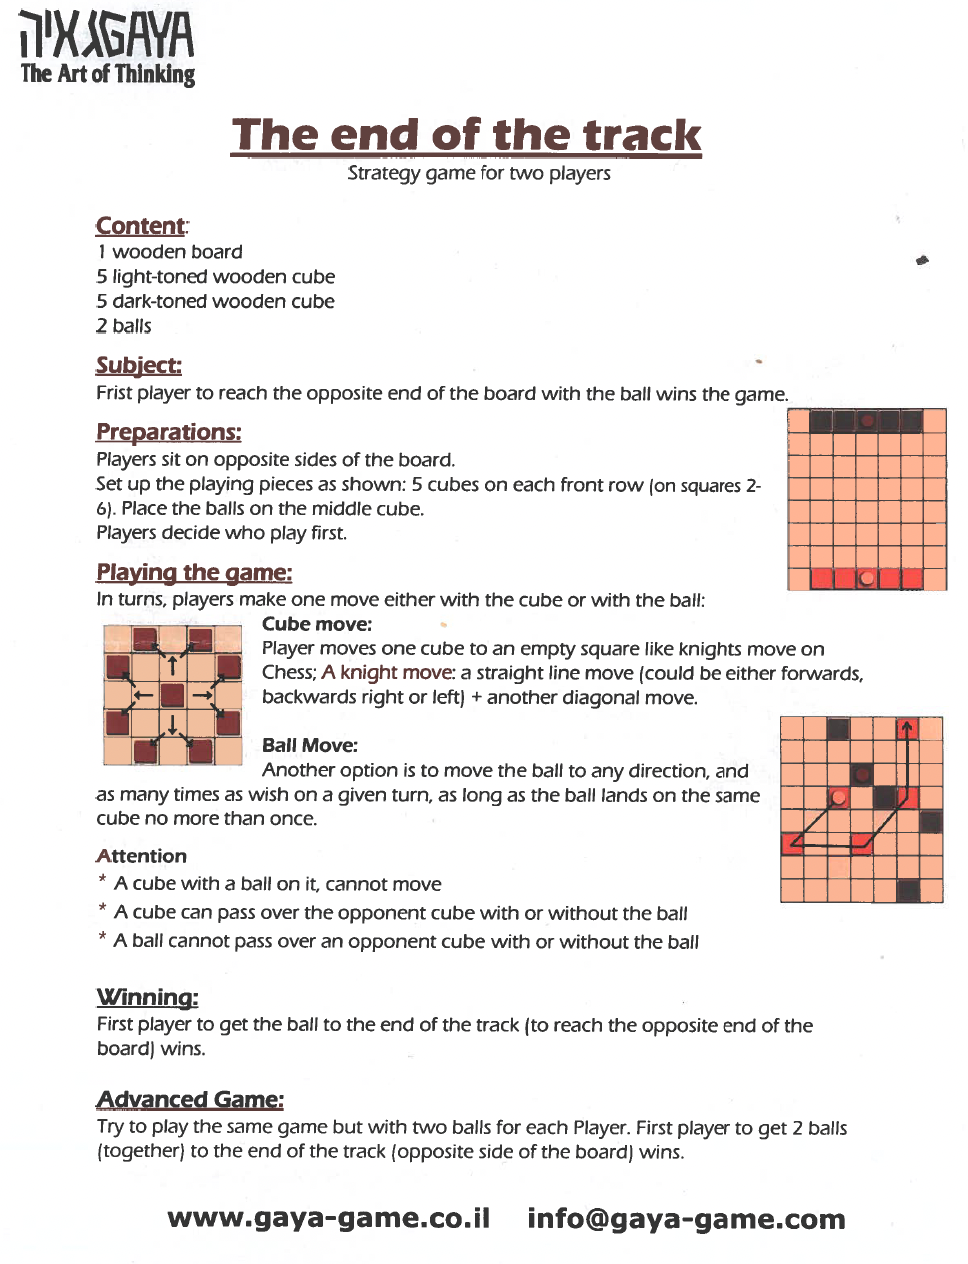 גאיה GAYA
The Art of Thinking
The end of the track
Strategy game for two players
Content:
1 wooden board
5 light-toned wooden cube
5 dark-toned wooden cube
2 balls
Subject:
Frist player to reach the opposite end of the board with the ball wins the game.
Preparations:
Players sit on opposite sides of the board.
Set up the playing pieces as shown: 5 cubes on each front row (on squares 2-
6). Place the balls on the middle cube.
Players decide who play first.
Playing the game:
In turns, players make one move either with the cube or with the ball:
Cube move:
Player moves one cube to an empty square like knights move on
Chess; A knight move: a straight line move (could be either forwards,
backwards right or left) + another diagonal move.
Ball Move:
Another option is to move the ball to any direction, and
as many times as wish on a given turn, as long as the ball lands on the same
cube no more than once.
Attention
* A cube with a ball on it, cannot move
* A cube can pass over the opponent cube with or without the ball
* A ball cannot pass over an opponent cube with or without the ball
Winning:
First player to get the ball to the end of the track (to reach the opposite end of the
board) wins.
Advanced Game:
Try to play the same game but with two balls for each Player. First player to get 2 balls
(together) to the end of the track (opposite side of the board) wins.
www.gaya-game.co.il info@gaya-game.com